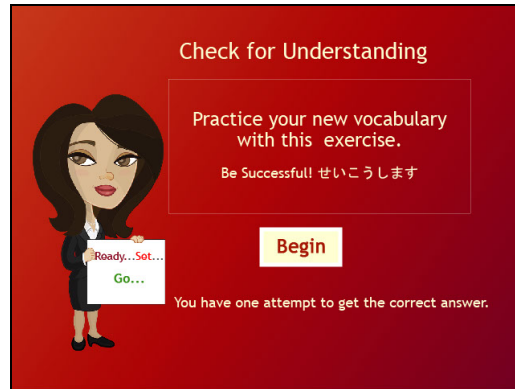 Check for Understanding
Practice your new vocabulary
with this exercise.
Be Successful! せいこうします
Ready...Set...
Go...
Begin
You have one attempt to get the correct answer.